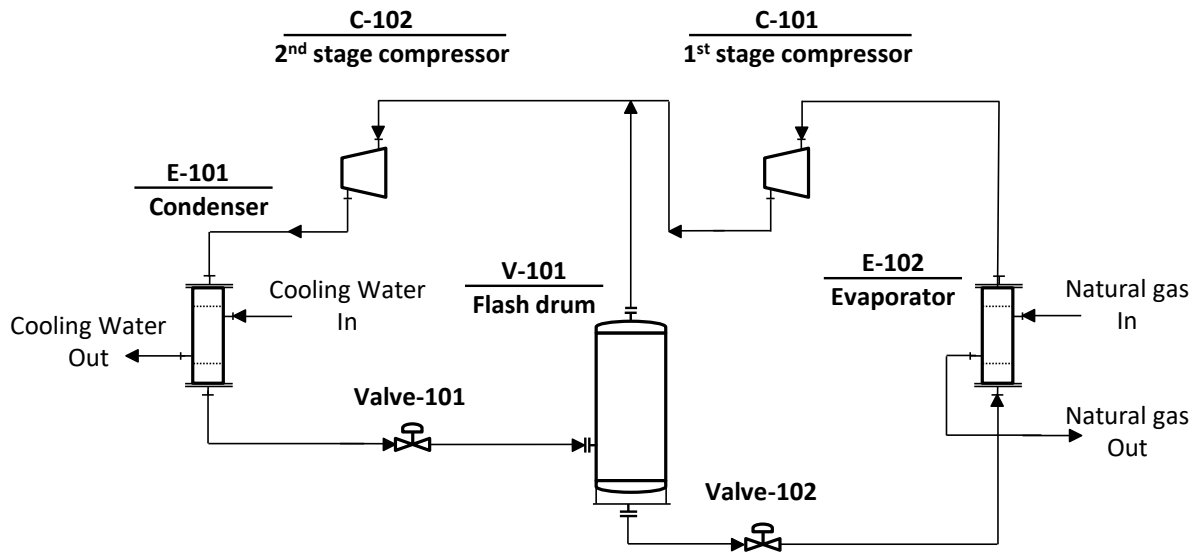 C-102
2nd stage compressor
C-101
1st stage compressor
E-101
Condenser
Cooling Water
In
Cooling Water
Out
V-101
Flash drum
E-102
Evaporator
Natural gas
In
Natural gas
Out
Valve-101
Valve-102